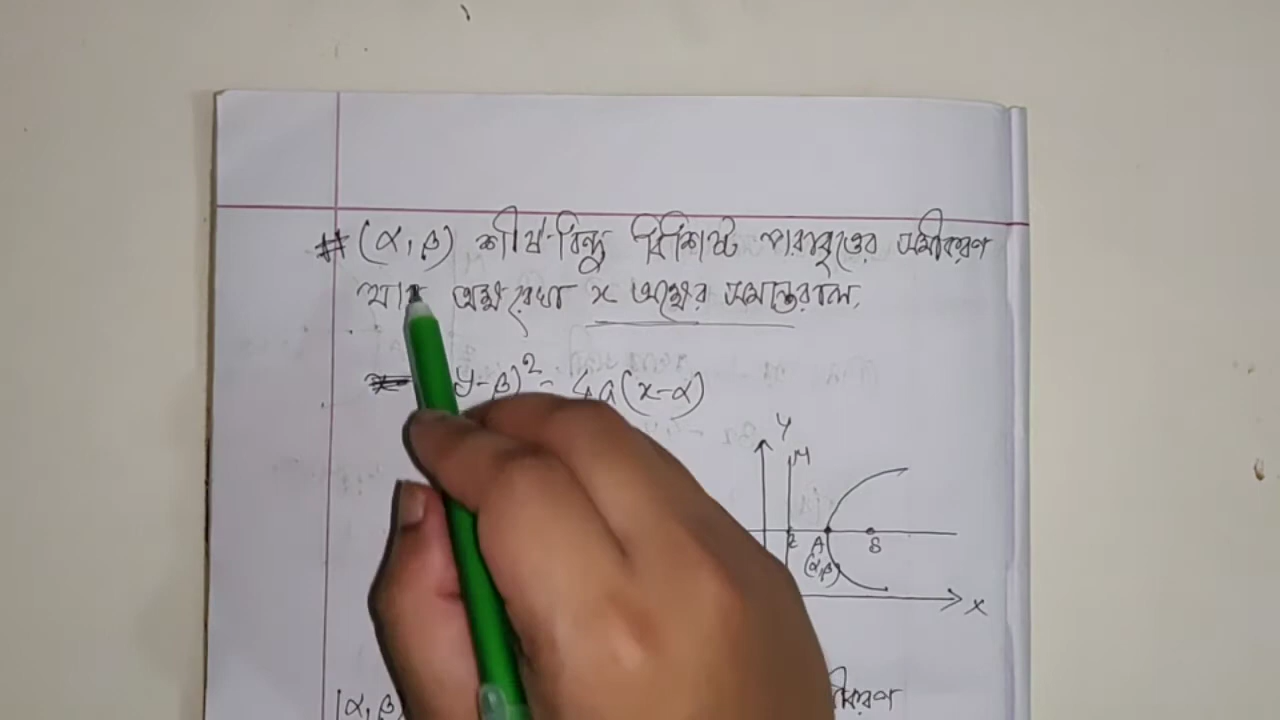 # (α, β) শীর্ষবিন্দু বিশিষ্ট পরাবৃত্তের সমীকরণ
যার অক্ষরেখা x অক্ষের সমান্তরাল,
y-β)² = 4a(x-α)
Y
M
Z A S
(α,β)
X
(α, β)